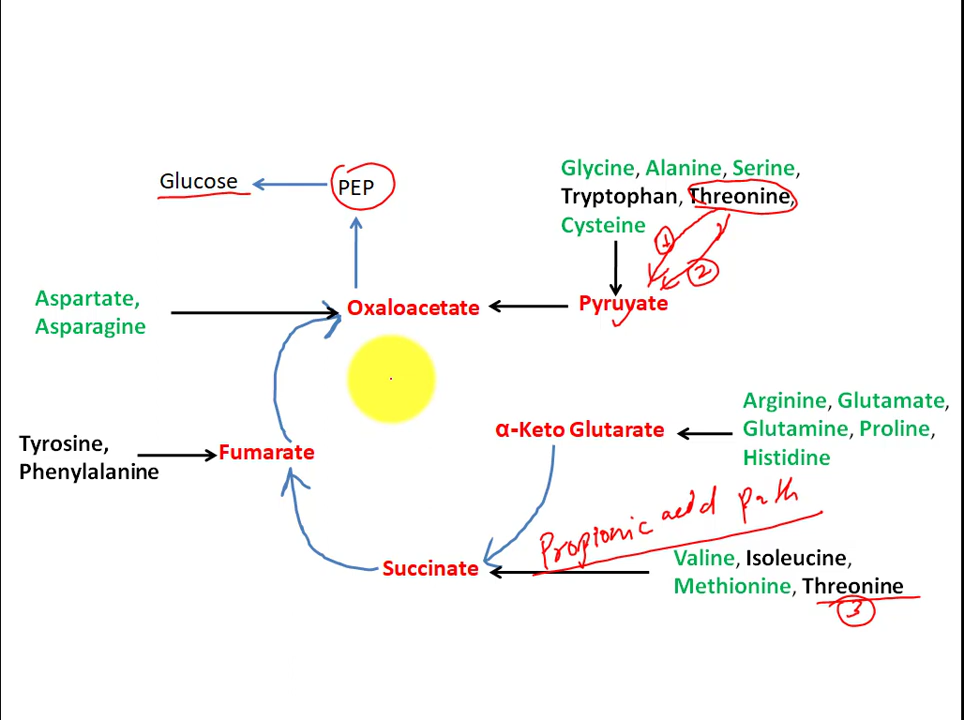 Glycine, Alanine, Serine,
Tryptophan, Threonine,
Cysteine
Glucose
PEP
1
2
Aspartate,
Asparagine
Oxaloacetate
Pyruvate
Arginine, Glutamate,
Glutamine, Proline,
Histidine
α-Keto Glutarate
Tyrosine,
Phenylalanine
Fumarate
Propionic acid path
Succinate
Valine, Isoleucine,
Methionine, Threonine
3